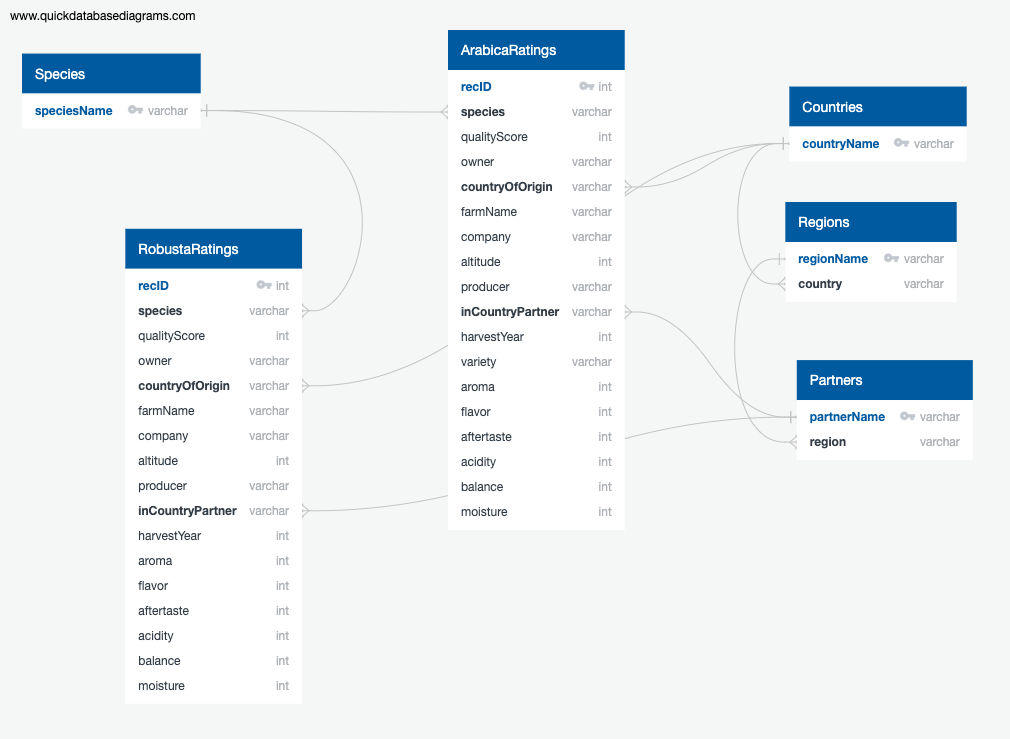 www.quickdatabasediagrams.com
Species
speciesName varchar
RobustaRatings
recID int
species varchar
qualityScore int
owner varchar
countryOfOrigin varchar
farmName varchar
company varchar
altitude int
producer varchar
inCountryPartner varchar
harvestYear int
aroma int
flavor int
aftertaste int
acidity int
balance int
moisture int
ArabicaRatings
recID int
species varchar
qualityScore int
owner varchar
countryOfOrigin varchar
farmName varchar
company varchar
altitude int
producer varchar
inCountryPartner varchar
harvestYear int
variety varchar
aroma int
flavor int
aftertaste int
acidity int
balance int
moisture int
Countries
countryName varchar
Regions
regionName varchar
country varchar
Partners
partnerName varchar
region varchar